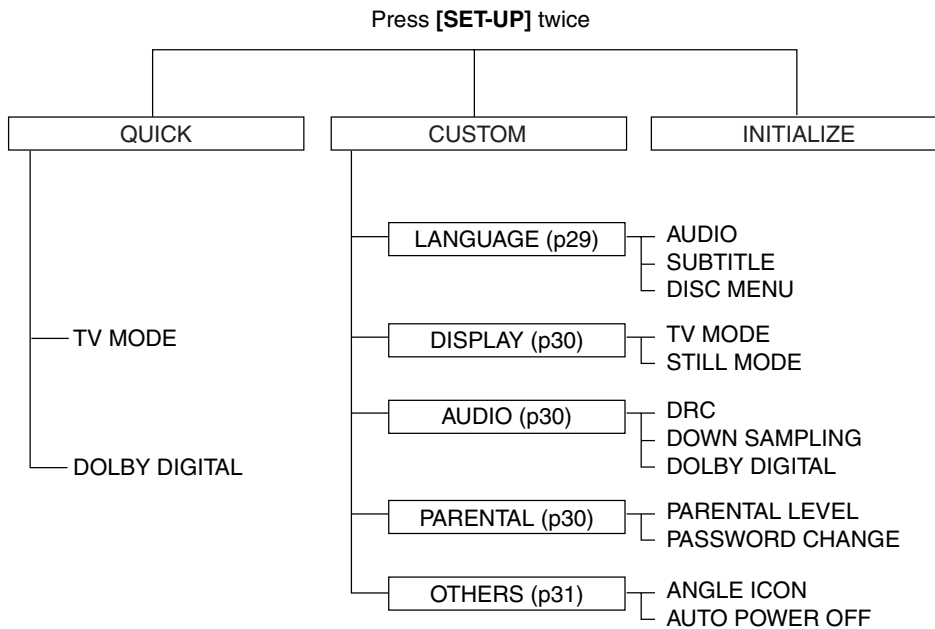 Press [SET-UP] twice
QUICK
CUSTOM
INITIALIZE
TV MODE
DOLBY DIGITAL
LANGUAGE (p29)
AUDIO
SUBTITLE
DISC MENU
DISPLAY (p30)
TV MODE
STILL MODE
AUDIO (p30)
DRC
DOWN SAMPLING
DOLBY DIGITAL
PARENTAL (p30)
PARENTAL LEVEL
PASSWORD CHANGE
OTHERS (p31)
ANGLE ICON
AUTO POWER OFF